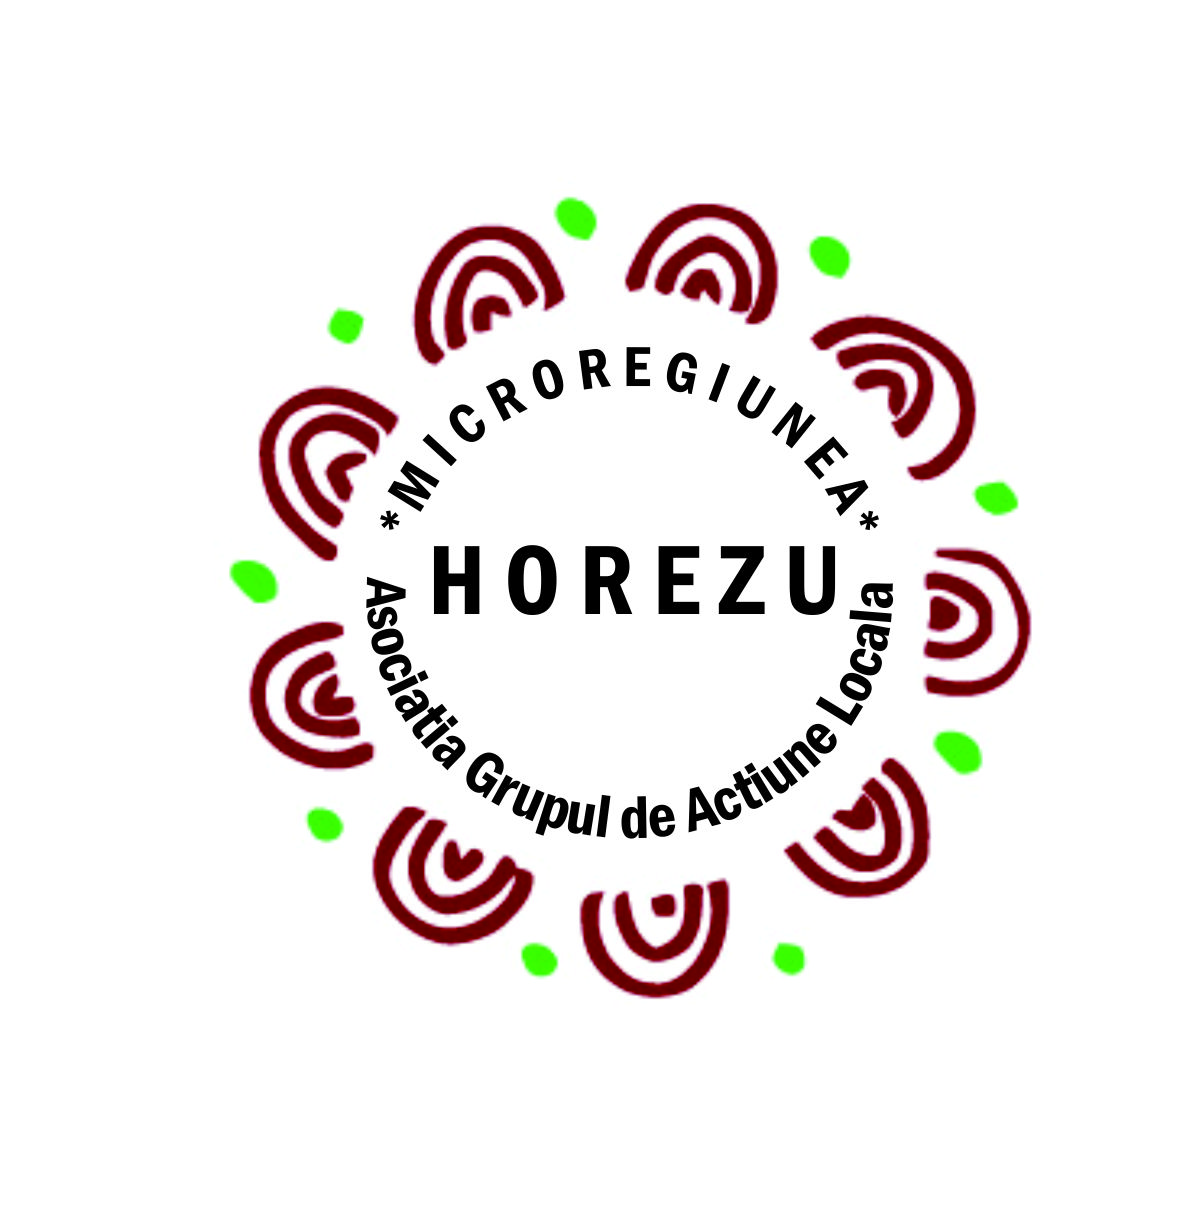 *MICROREGIUNEA*
HOREZU
Asociatia Grupul de Actiune Locala